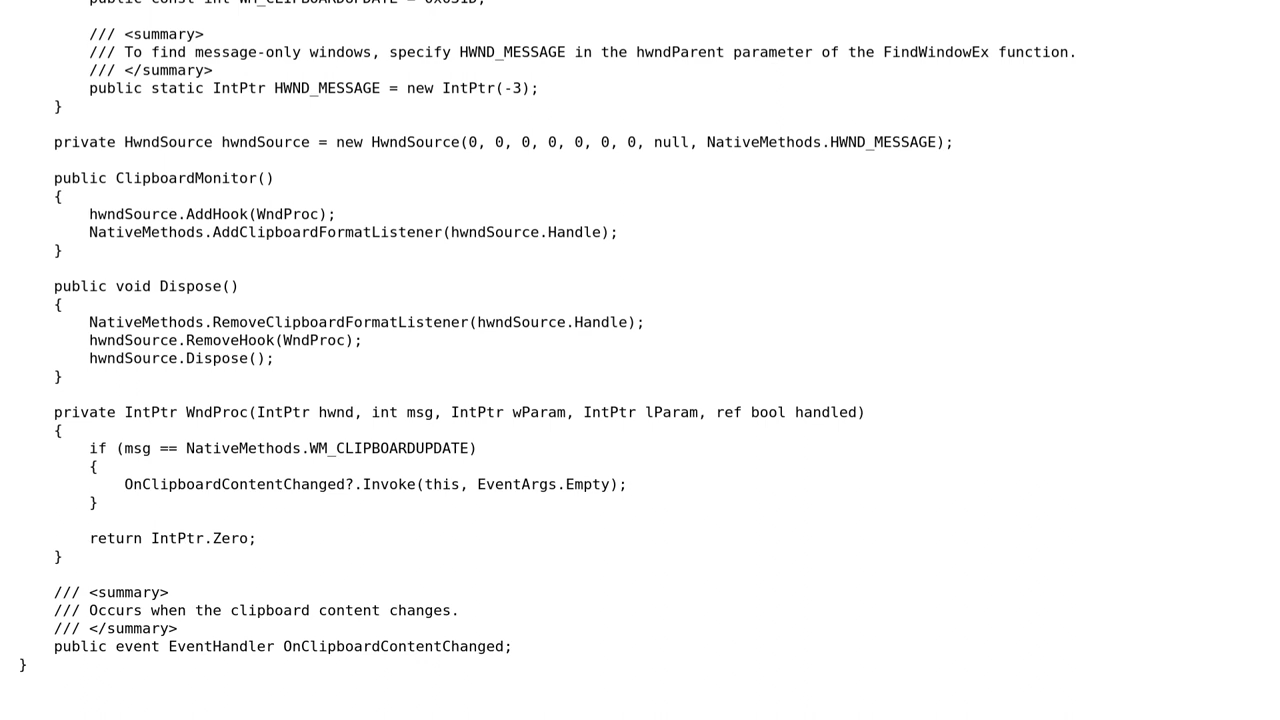 public const int WM_CLIPBOARDUPDATE = 0x031D;
/// <summary>
/// To find message-only windows, specify HWND_MESSAGE in the hwndParent parameter of the FindWindowEx function.
/// </summary>
public static IntPtr HWND_MESSAGE = new IntPtr(-3);
}
private HwndSource hwndSource = new HwndSource(0, 0, 0, 0, 0, 0, 0, null, NativeMethods.HWND_MESSAGE);
public ClipboardMonitor()
{
hwndSource.AddHook(WndProc);
NativeMethods.AddClipboardFormatListener(hwndSource.Handle);
}
public void Dispose()
{
NativeMethods.RemoveClipboardFormatListener(hwndSource.Handle);
hwndSource.RemoveHook(WndProc);
hwndSource.Dispose();
}
private IntPtr WndProc(IntPtr hwnd, int msg, IntPtr wParam, IntPtr lParam, ref bool handled)
{
if (msg == NativeMethods.WM_CLIPBOARDUPDATE)
{
OnClipboardContentChanged?.Invoke(this, EventArgs.Empty);
}
return IntPtr.Zero;
}
/// <summary>
/// Occurs when the clipboard content changes.
/// </summary>
public event EventHandler OnClipboardContentChanged;
}